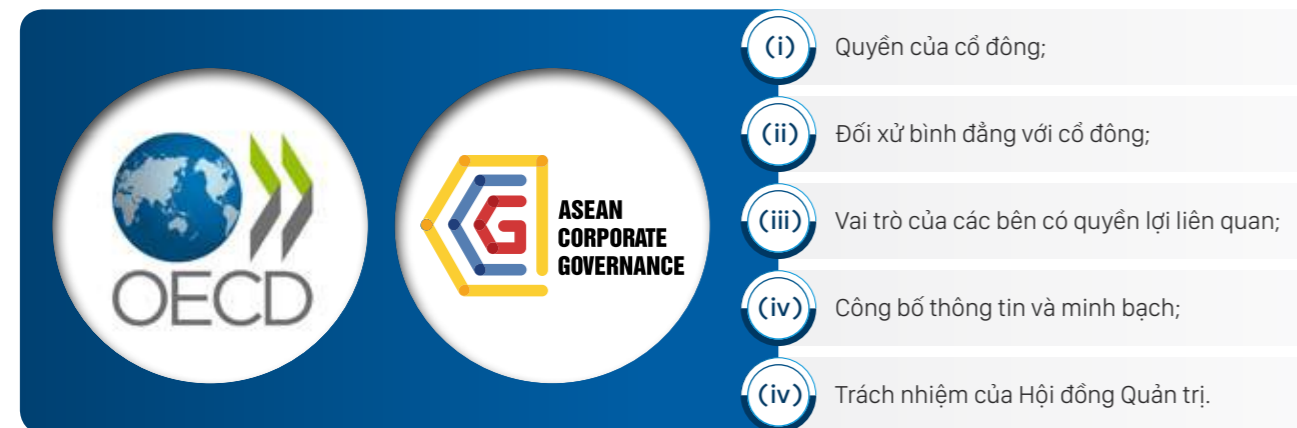 OECD
ASEAN
CORPORATE
GOVERNANCE
(i) Quyền của cổ đông;
(ii) Đối xử bình đẳng với cổ đông;
(iii) Vai trò của các bên có quyền lợi liên quan;
(iv) Công bố thông tin và minh bạch;
(iv) Trách nhiệm của Hội đồng Quản trị.